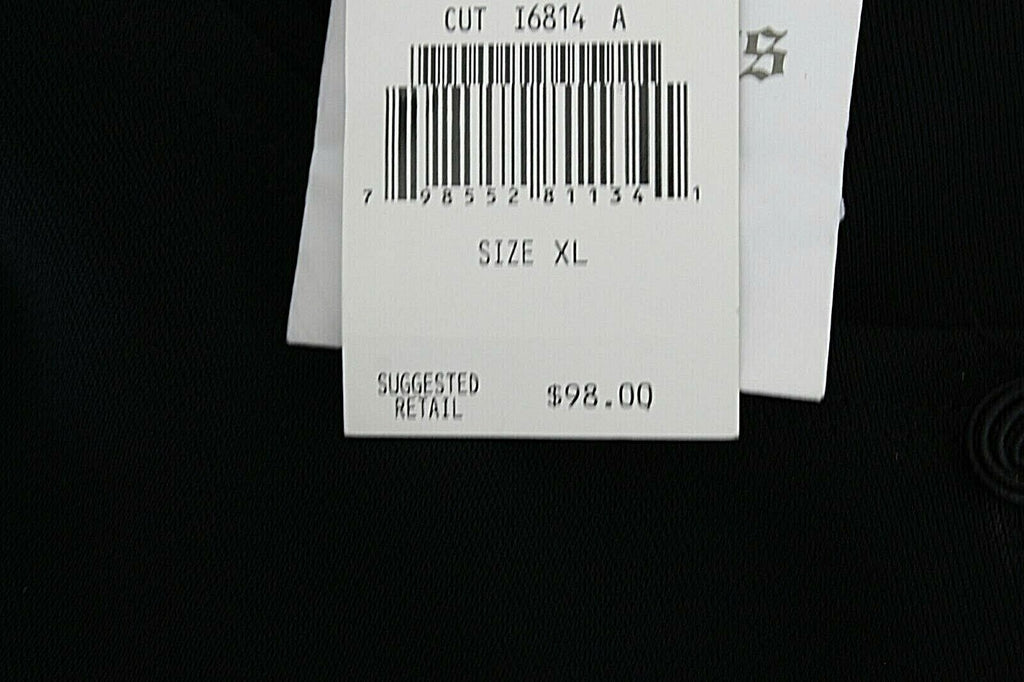 CUT I6814 A
7 98552 81134 1
SIZE XL
SUGGESTED
RETAIL $98.00